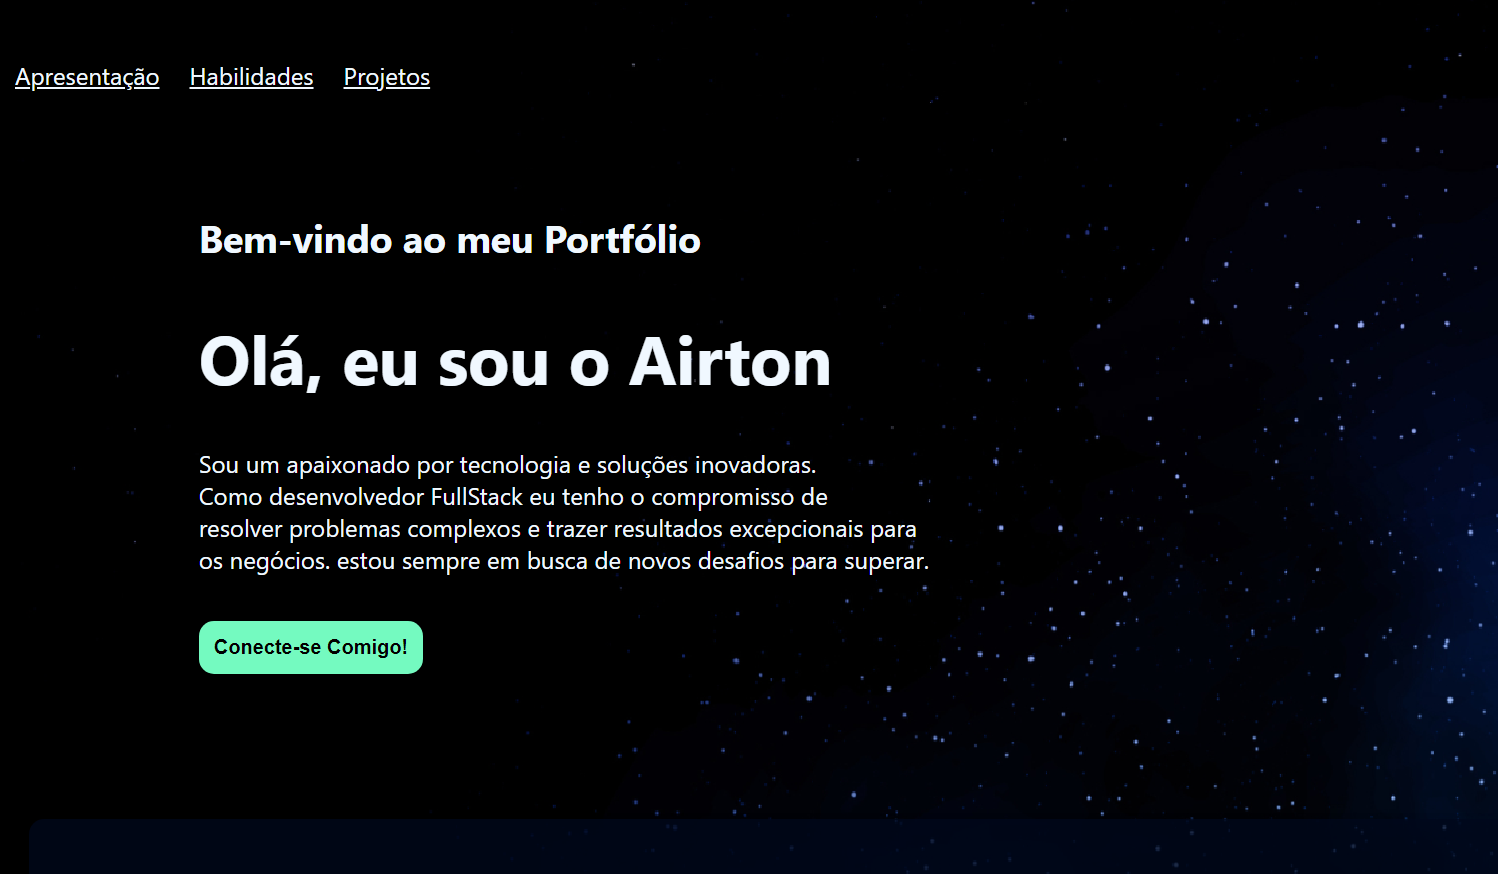 Apresentação Habilidades Projetos
Bem-vindo ao meu Portfólio
Olá, eu sou o Airton
Sou um apaixonado por tecnologia e soluções inovadoras.
Como desenvolvedor FullStack eu tenho o compromisso de
resolver problemas complexos e trazer resultados excepcionais para
os negócios. estou sempre em busca de novos desafios para superar.
Conecte-se Comigo!